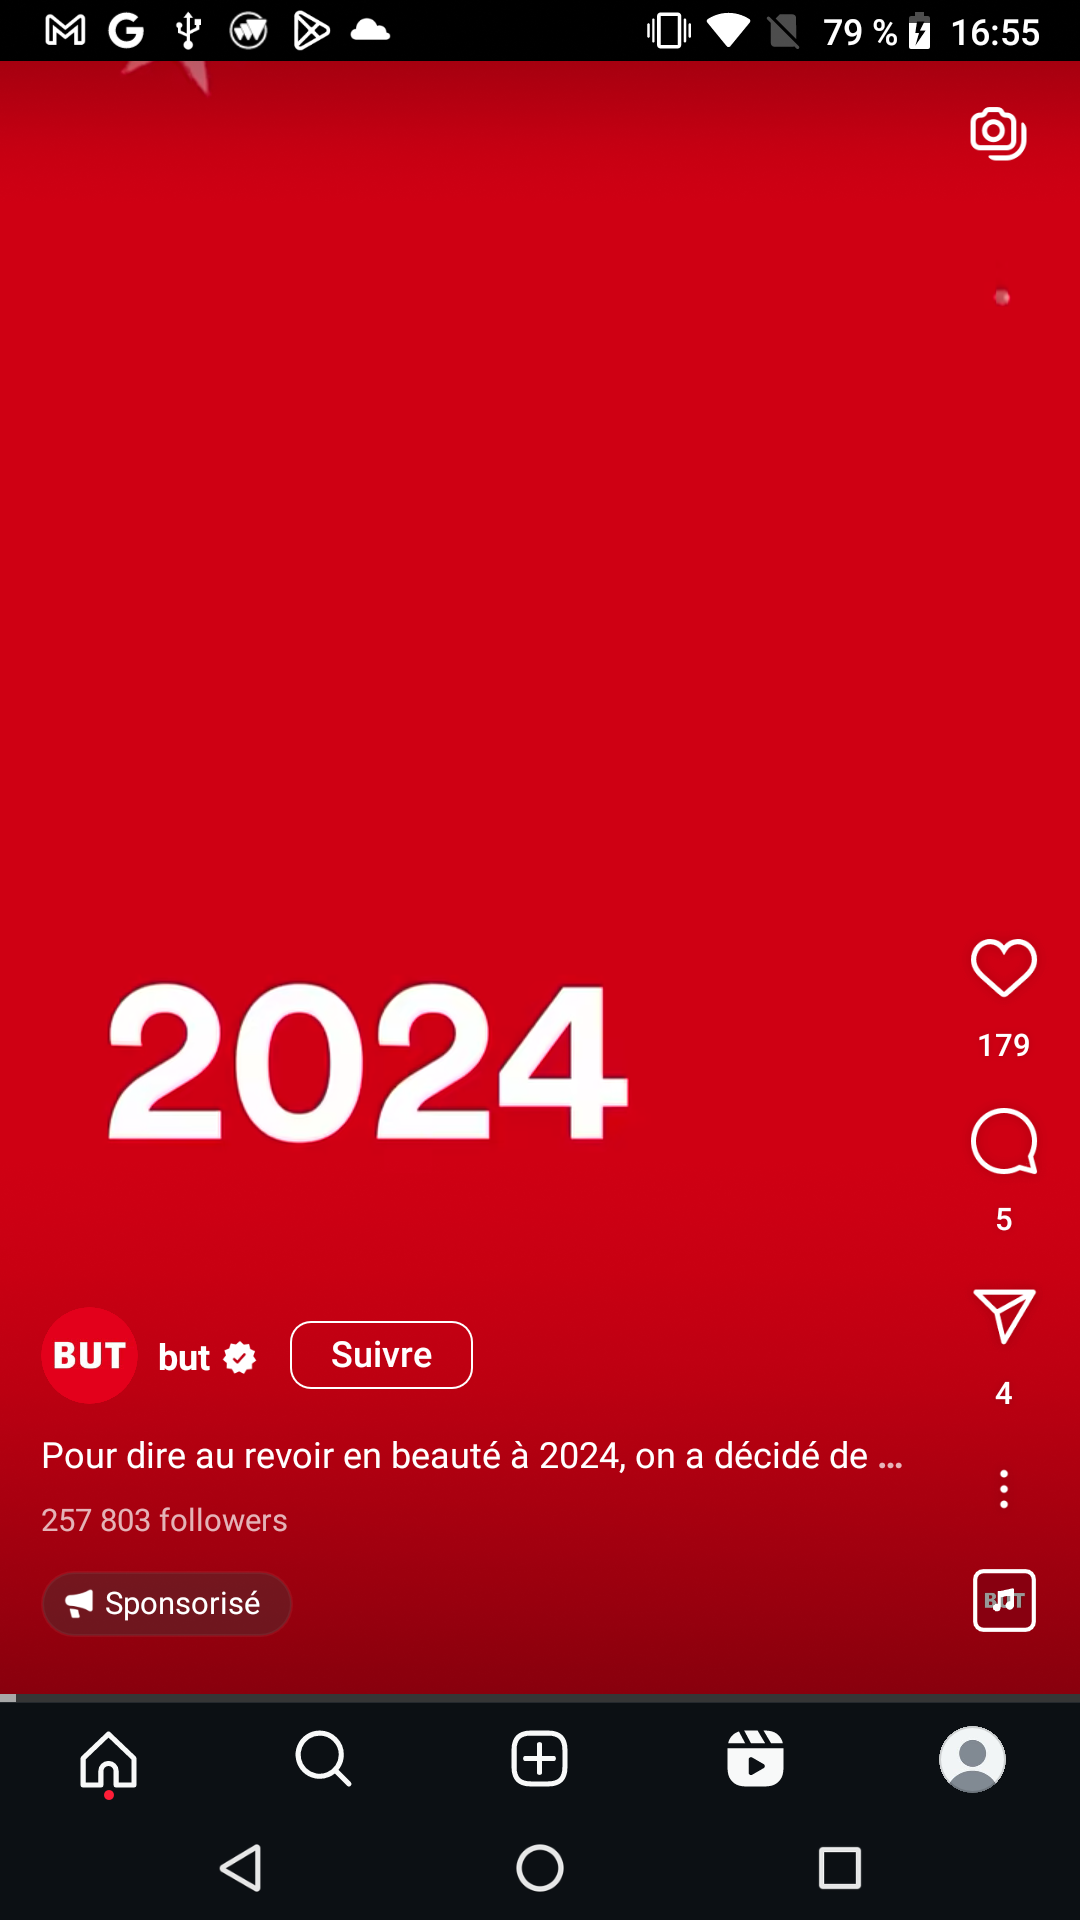 79 % 16:55
2024
179
5
4
BUT but Suivre
Pour dire au revoir en beauté à 2024, on a décidé de ...
257 803 followers
Sponsorisé
BUT